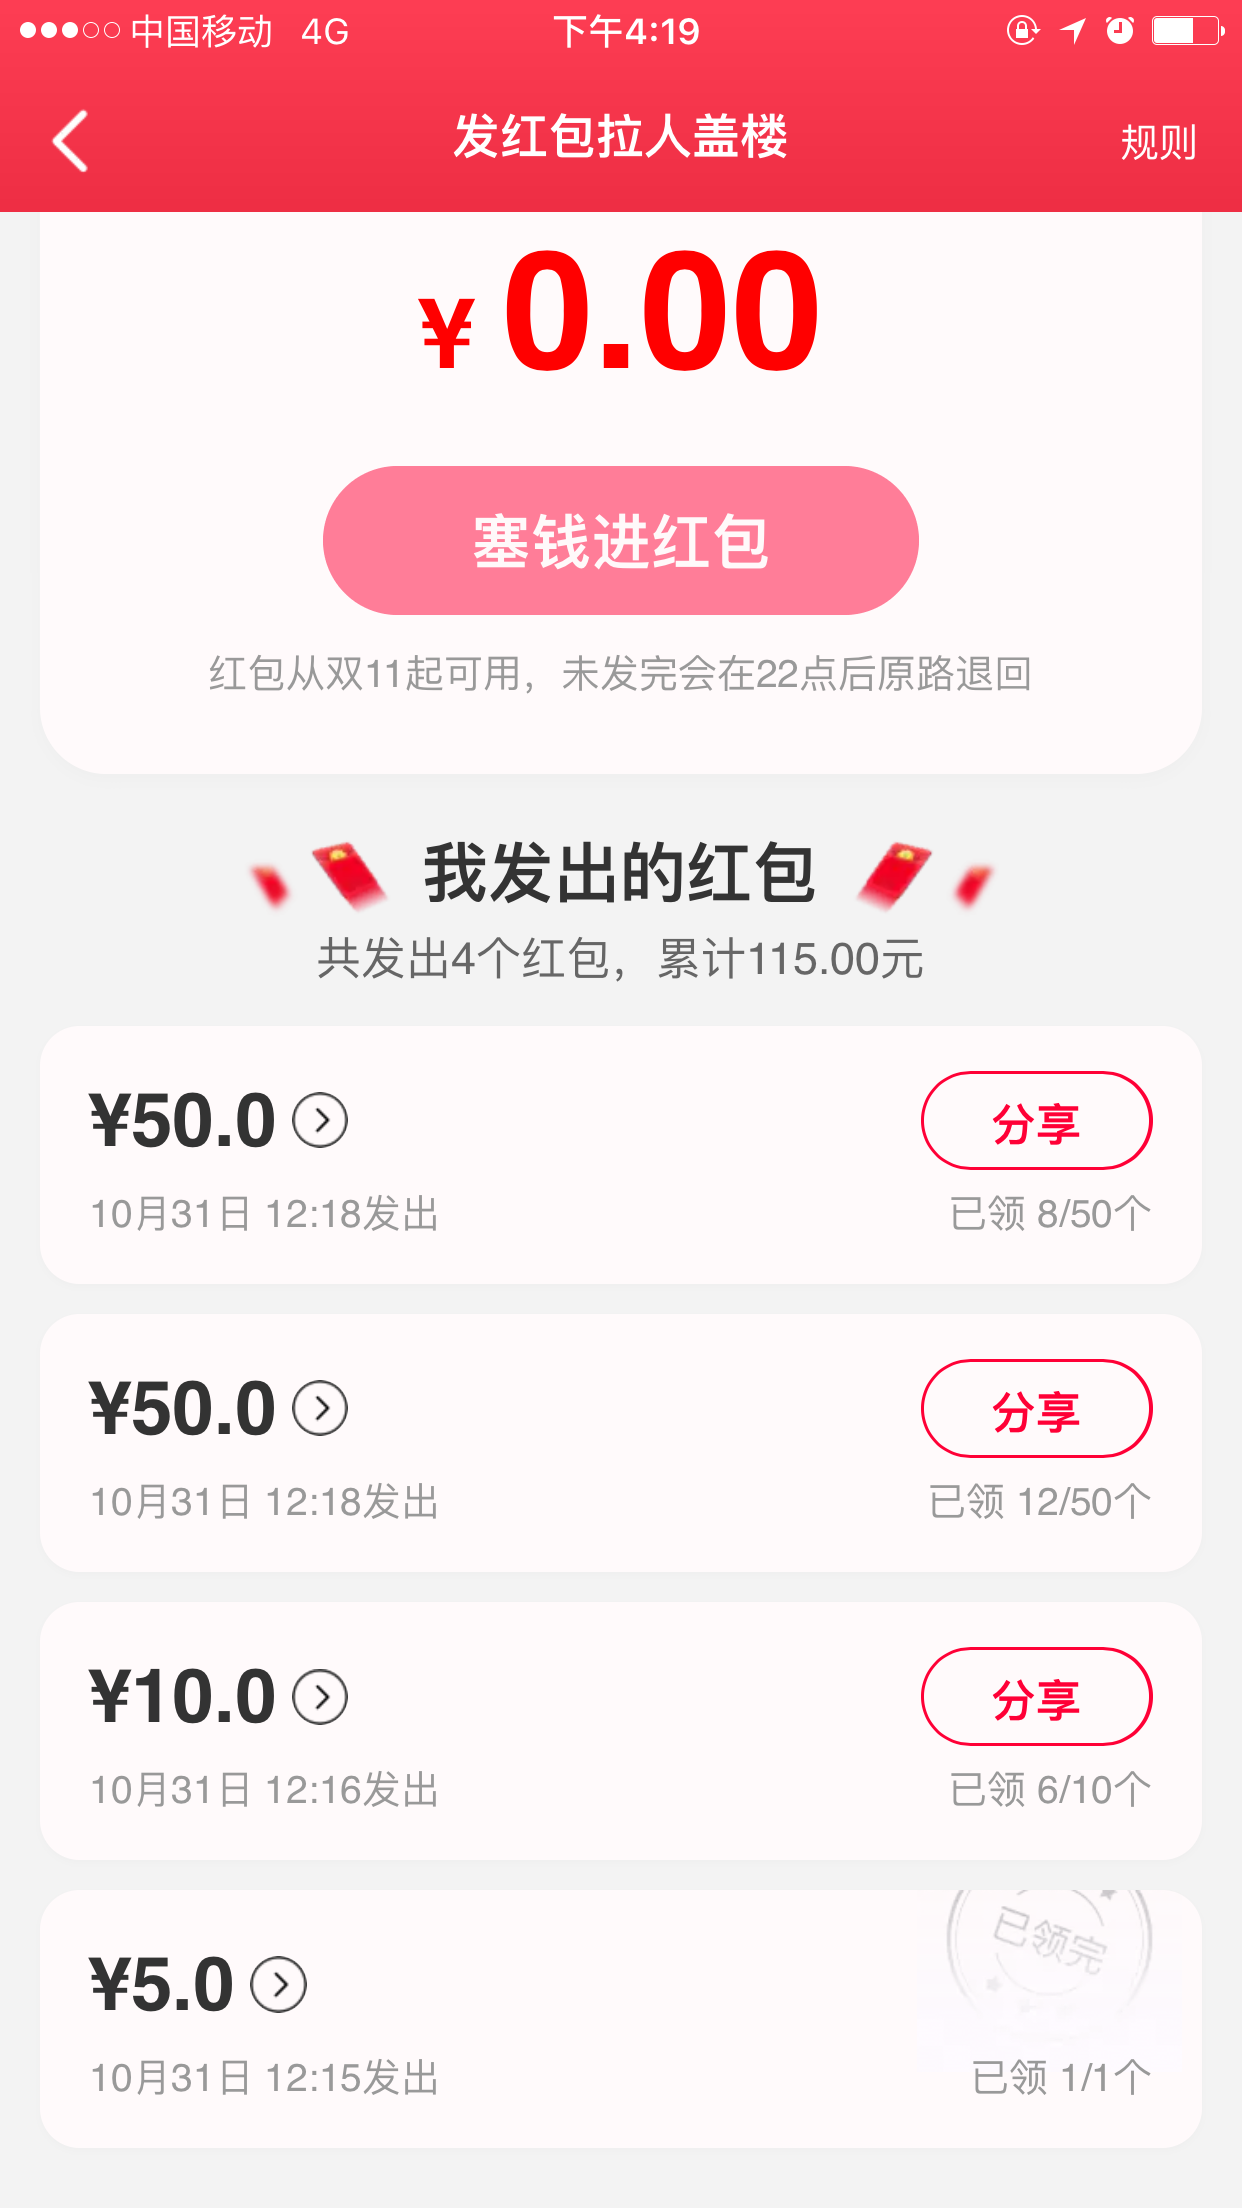 中国移动 4G 下午4:19
发红包拉人盖楼 规则
¥ 0.00
塞钱进红包
红包从双11起可用，未发完会在22点后原路退回
我发出的红包
共发出4个红包，累计115.00元
¥50.0 分享
10月31日 12:18发出 已领 8/50个
¥50.0 分享
10月31日 12:18发出 已领 12/50个
¥10.0 分享
10月31日 12:16发出 已领 6/10个
已领完
¥5.0
10月31日 12:15发出 已领 1/1个